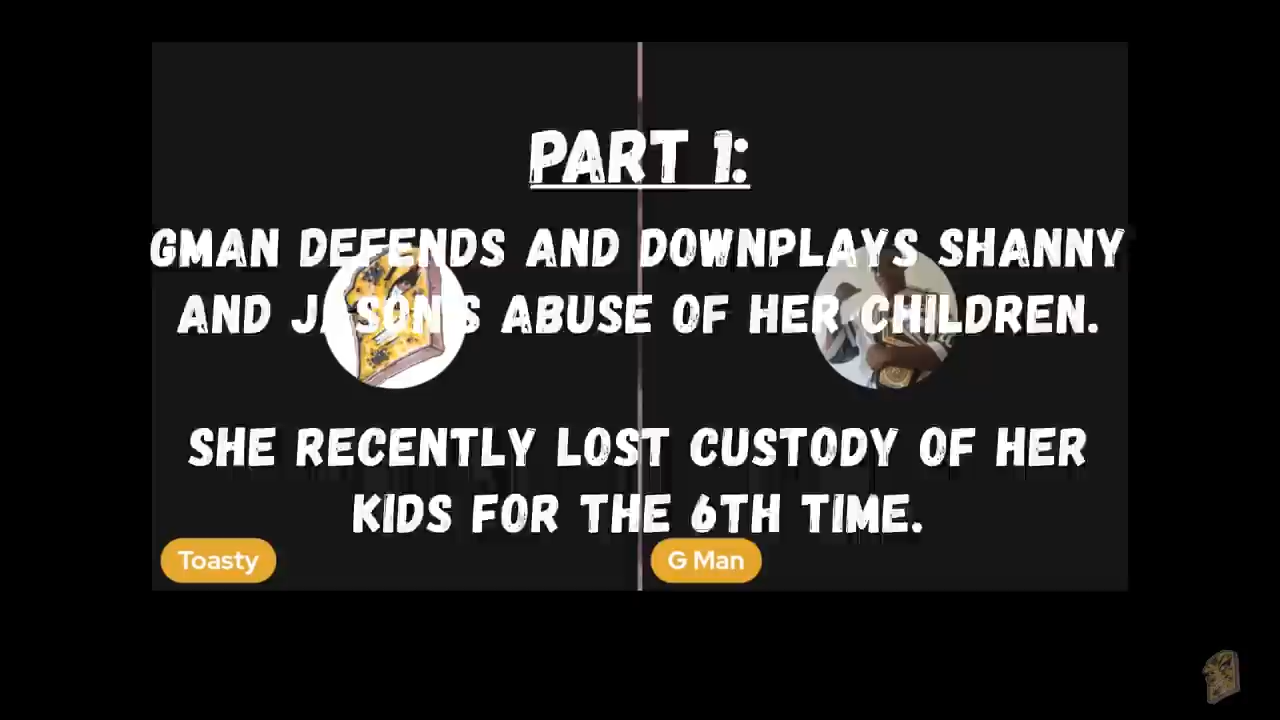 PART 1:
GMAN DEFENDS AND DOWNPLAYS SHANNY
AND JASON'S ABUSE OF HER CHILDREN.
SHE RECENTLY LOST CUSTODY OF HER
KIDS FOR THE 6TH TIME.
Toasty
G Man